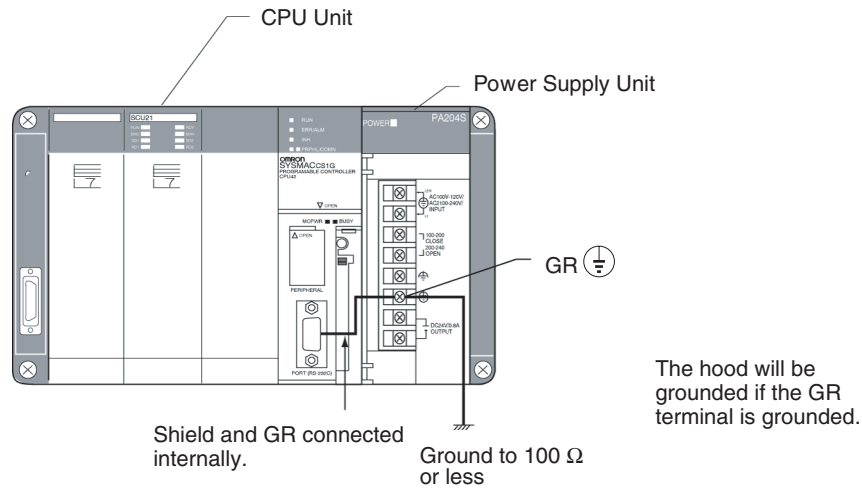 CPU Unit
Power Supply Unit
SCU21
RUN
ERR/ALM
INH
PRPHL/COMM
POWER
PA204S
OMRON
SYSMAC CS1G
PROGRAMABLE CONTROLLER
CPU42
OPEN
MCPWR BUSY
OPEN
PERIPHERAL
PORT (RS-232C)
AC100V-120V/
AC2100-240V/
INPUT
100-200
CLOSE
200-240
OPEN
DC24V/0.8A
OUTPUT
GR
The hood will be
grounded if the GR
terminal is grounded.
Shield and GR connected
internally.
Ground to 100 Ω
or less